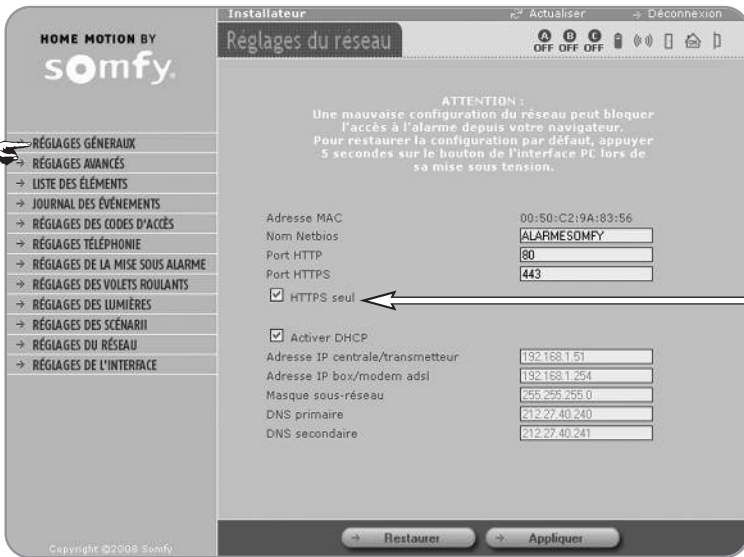 Installateur
Actualiser
Déconnexion
HOME MOTION BY
somfy.
Réglages du réseau
A B C
OFF OFF OFF
ATTENTION :
Une mauvaise configuration du réseau peut bloquer
l'accès à l'alarme depuis votre navigateur.
Pour restaurer la configuration par défaut, appuyer
5 secondes sur le bouton de l'interface PC lors de
sa mise sous tension.
RÉGLAGES GÉNERAUX
RÉGLAGES AVANCÉS
LISTE DES ÉLÉMENTS
JOURNAL DES ÉVÉNEMENTS
RÉGLAGES DES CODES D'ACCÈS
RÉGLAGES TÉLÉPHONIE
RÉGLAGES DE LA MISE SOUS ALARME
RÉGLAGES DES VOLETS ROULANTS
RÉGLAGES DES LUMIÈRES
RÉGLAGES DES SCÉNARII
RÉGLAGES DU RÉSEAU
RÉGLAGES DE L'INTERFACE
Adresse MAC 00:50:C2:9A:83:56
Nom Netbios ALARMESOMFY
Port HTTP 80
Port HTTPS 443
HTTPS seul
Activer DHCP
Adresse IP centrale/transmetteur 192.168.1.51
Adresse IP box/modem adsl 192.168.1.254
Masque sous-réseau 255.255.255.0
DNS primaire 212.27.40.240
DNS secondaire 212.27.40.241
Restaurer
Appliquer
Copyright ©2008 Somfy